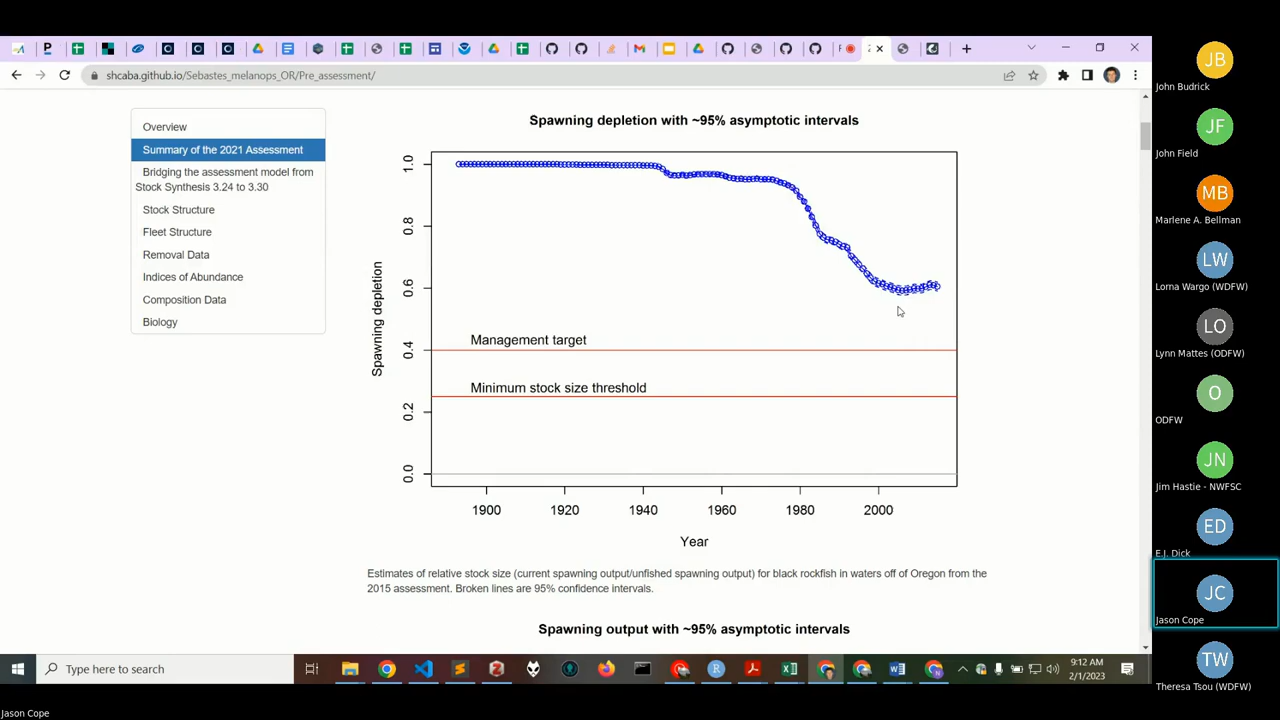 shcaba.github.io/Sebastes_melanops_OR/Pre_assessment/
Overview
Summary of the 2021 Assessment
Bridging the assessment model from
Stock Synthesis 3.24 to 3.30
Stock Structure
Fleet Structure
Removal Data
Indices of Abundance
Composition Data
Biology
Spawning depletion with ~95% asymptotic intervals
Spawning depletion
1.0
0.8
0.6
0.4
0.2
0.0
Management target
Minimum stock size threshold
1900
1920
1940
1960
1980
2000
Year
Estimates of relative stock size (current spawning output/unfished spawning output) for black rockfish in waters off of Oregon from the
2015 assessment. Broken lines are 95% confidence intervals.
Spawning output with ~95% asymptotic intervals
JB
John Budrick
JF
John Field
MB
Marlene A. Bellman
LW
Lorna Wargo (WDFW)
LO
Lynn Mattes (ODFW)
O
ODFW
JN
Jim Hastie - NWFSC
ED
E.J. Dick
JC
Jason Cope
TW
Theresa Tsou (WDFW)
Type here to search
9:12 AM
2/1/2023
Jason Cope